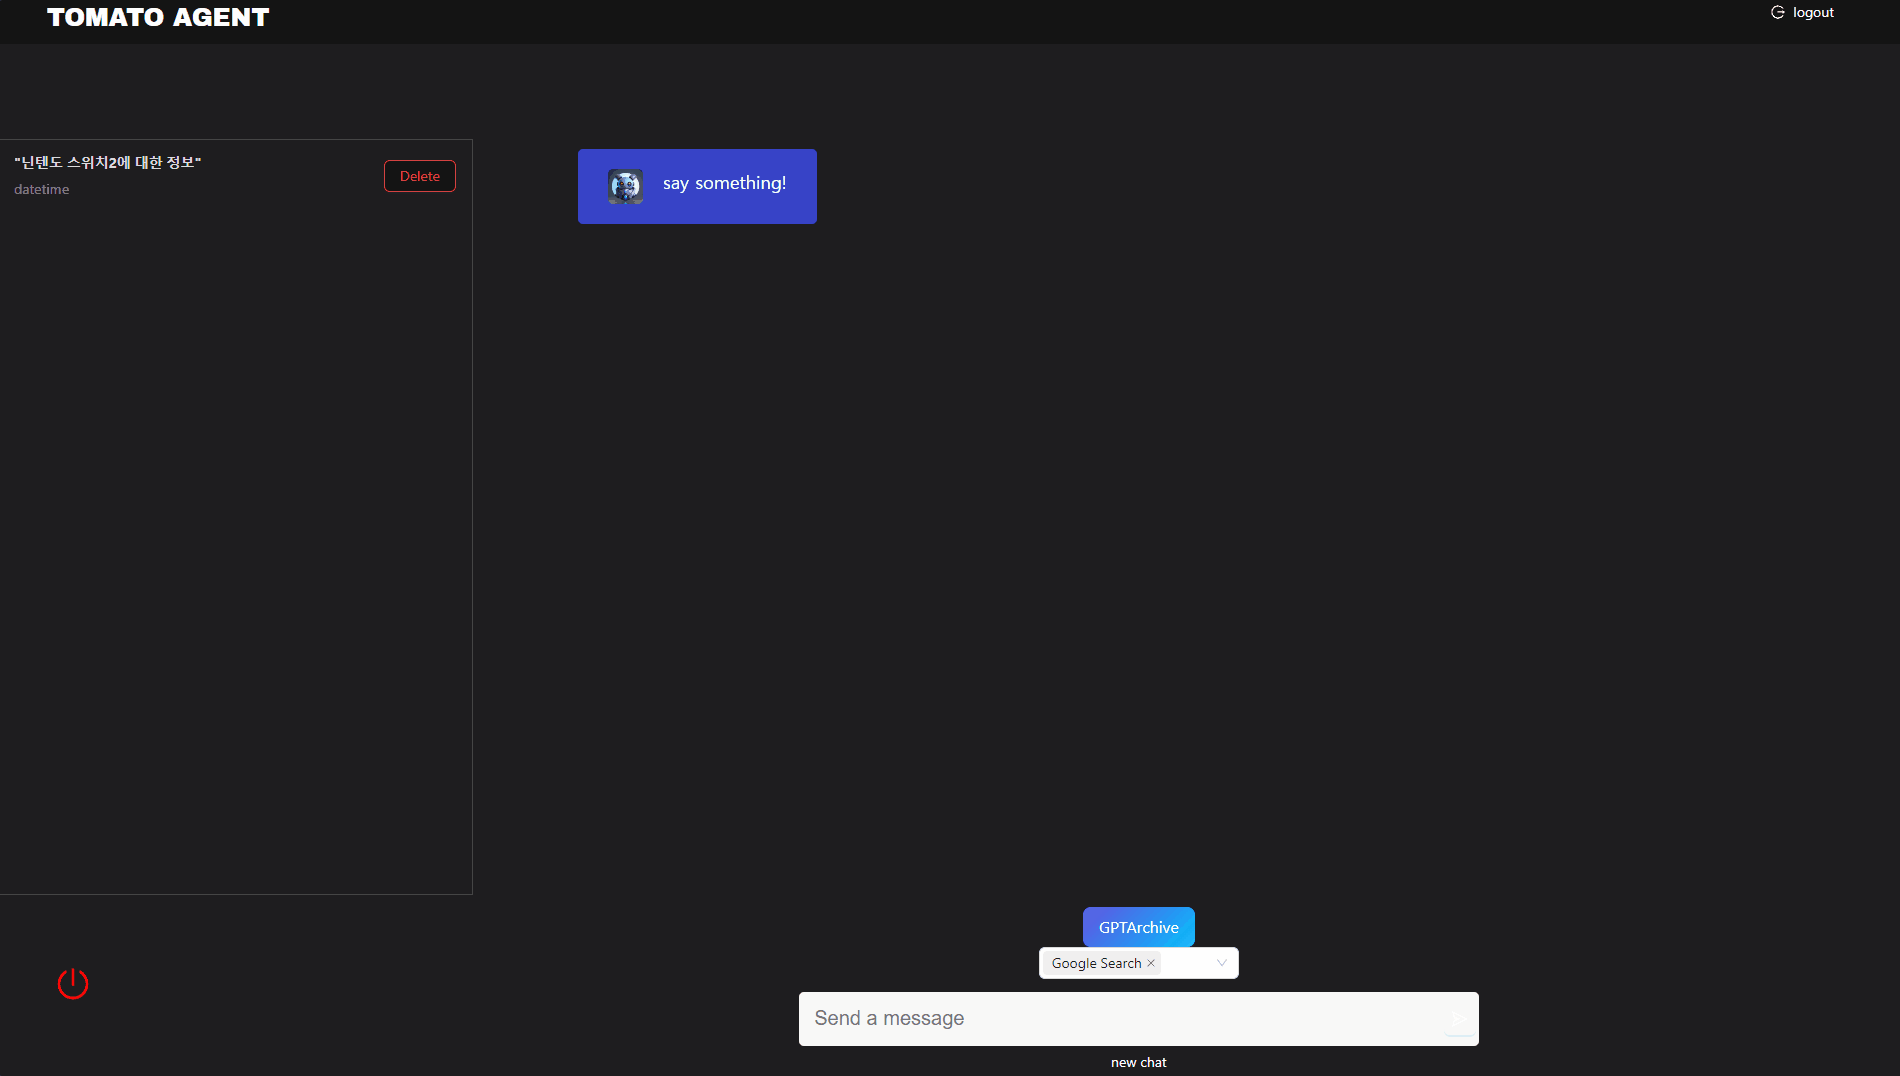 TOMATO AGENT
logout
"닌텐도 스위치2에 대한 정보"
datetime
Delete
say something!
GPTArchive
Google Search
Send a message
new chat